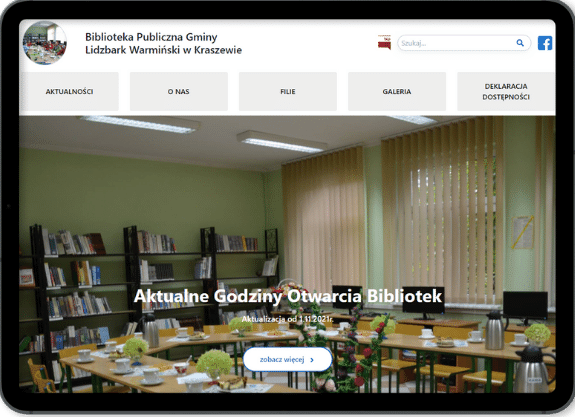 Biblioteka Publiczna Gminy
Lidzbark Warmiński w Kraszewie
Szukaj...
AKTUALNOŚCI
O NAS
FILIE
GALERIA
DEKLARACJA
DOSTĘPNOŚCI
Aktualne Godziny Otwarcia Bibliotek
Aktualizacja od 1.11.2021r.
zobacz więcej